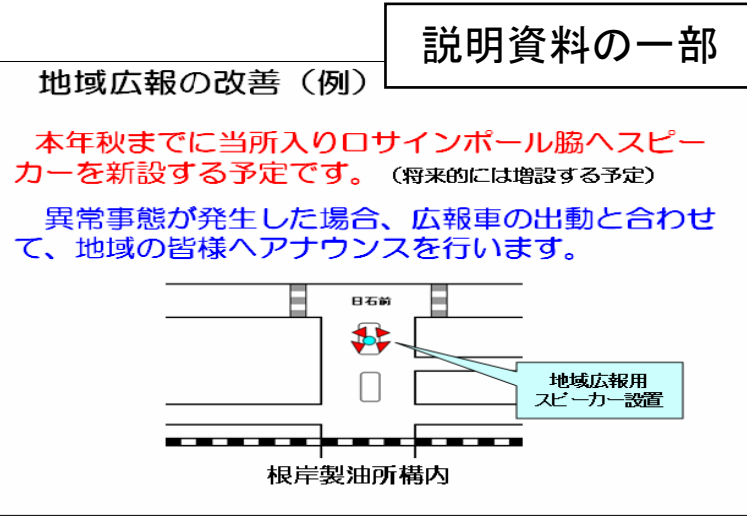 説明資料の一部
地域広報の改善（例）
本年秋までに当所入り口サインポール脇へスピー
カーを新設する予定です。（将来的には増設する予定）
異常事態が発生した場合、広報車の出動と合わせ
て、地域の皆様へアナウンスを行います。
日石前
地域広報用
スピーカー設置
根岸製油所構内